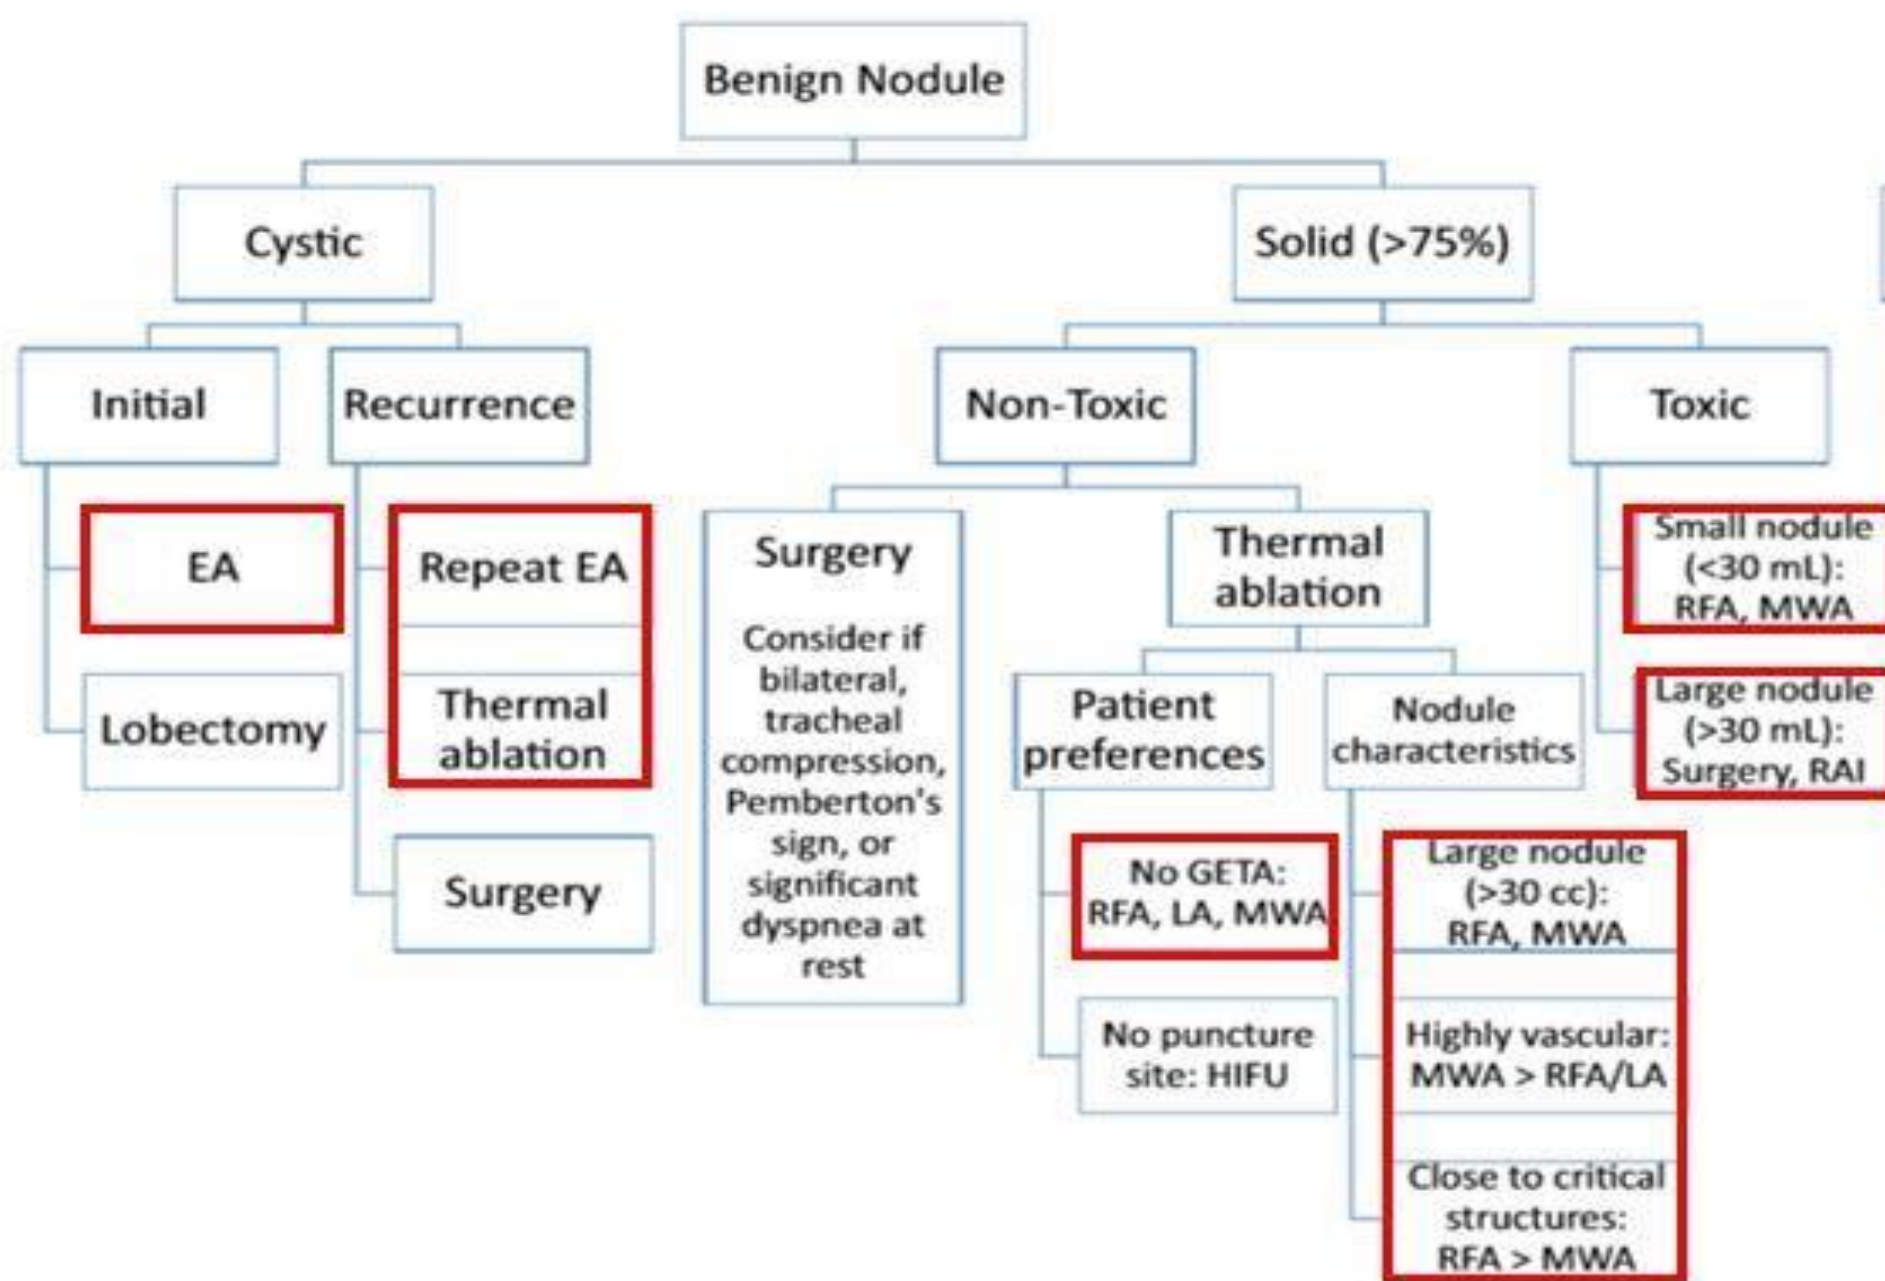 Benign Nodule
Cystic
Solid (>75%)
Initial
Recurrence
Non-Toxic
Toxic
EA
Lobectomy
Repeat EA
Thermal
ablation
Surgery
Surgery
Consider if
bilateral,
tracheal
compression,
Pemberton's
sign, or
significant
dyspnea at
rest
Thermal
ablation
Patient
preferences
No GETA:
RFA, LA, MWA
No puncture
site: HIFU
Nodule
characteristics
Large nodule
(>30 cc):
RFA, MWA
Highly vascular:
MWA > RFA/LA
Close to critical
structures:
RFA > MWA
Small nodule
(<30 mL):
RFA, MWA
Large nodule
(>30 mL):
Surgery, RAI